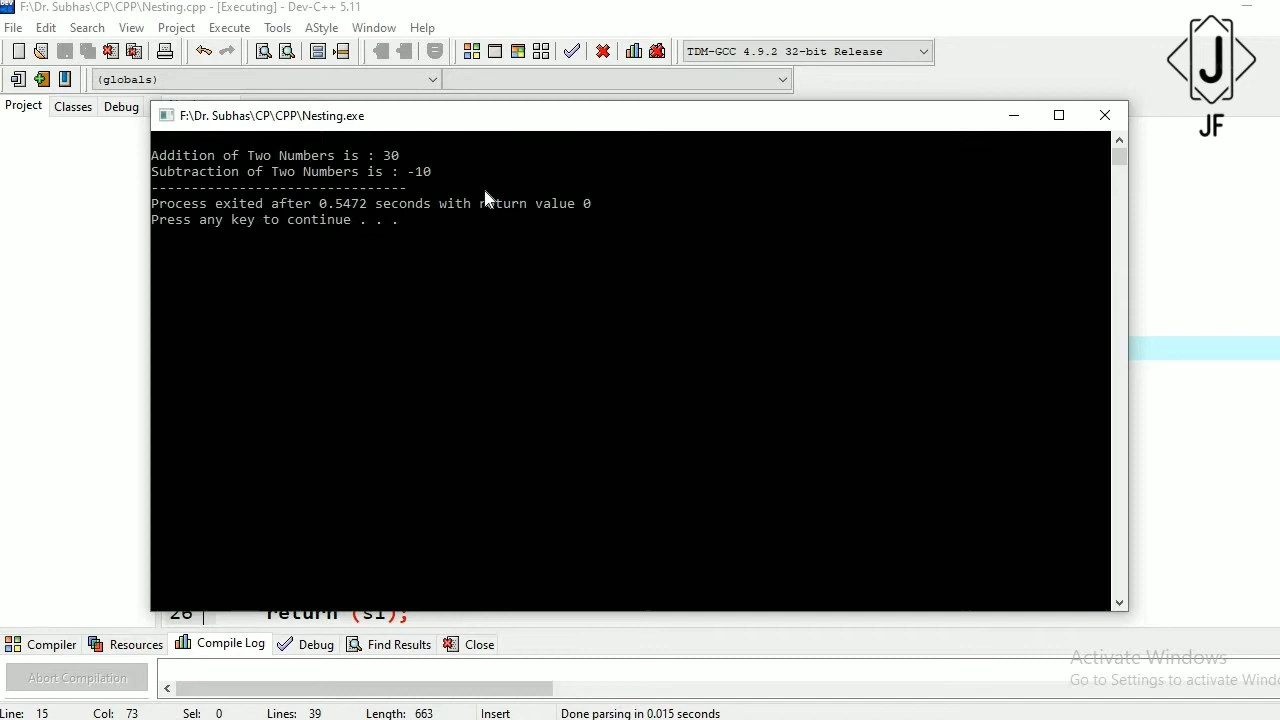 F:\Dr. Subhas\CP\CPP\Nesting.cpp - [Executing] - Dev-C++ 5.11
File Edit Search View Project Execute Tools AStyle Window Help
TDM-GCC 4.9.2 32-bit Release
(globals)
Project Classes Debug
J
JF
F:\Dr. Subhas\CP\CPP\Nesting.exe
Addition of Two Numbers is : 30
Subtraction of Two Numbers is : -10
--------------------------------
Process exited after 0.5472 seconds with return value 0
Press any key to continue . . .
26 return (s1);
Compiler Resources Compile Log Debug Find Results Close
Abort Compilation
Activate Windows
Go to Settings to activate Windo
Line: 15 Col: 73 Sel: 0 Lines: 39 Length: 663 Insert Done parsing in 0.015 seconds